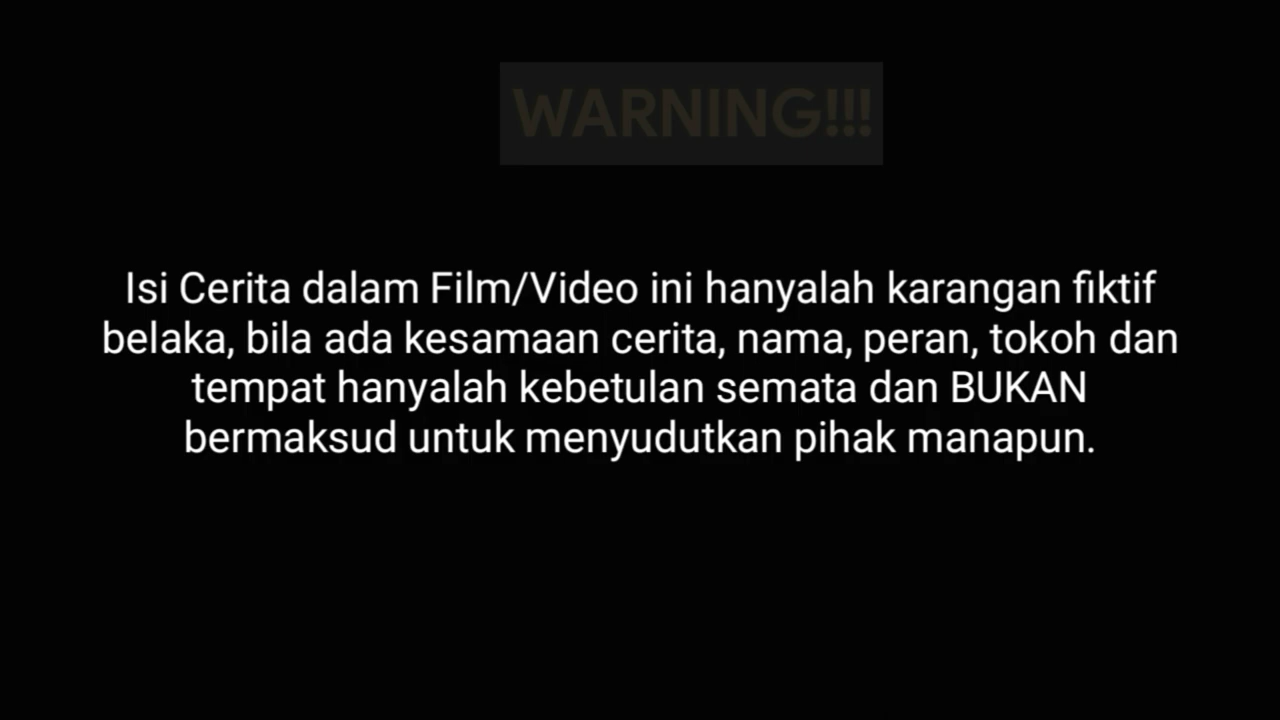 WARNING!!!
Isi Cerita dalam Film/Video ini hanyalah karangan fiktif
belaka, bila ada kesamaan cerita, nama, peran, tokoh dan
tempat hanyalah kebetulan semata dan BUKAN
bermaksud untuk menyudutkan pihak manapun.